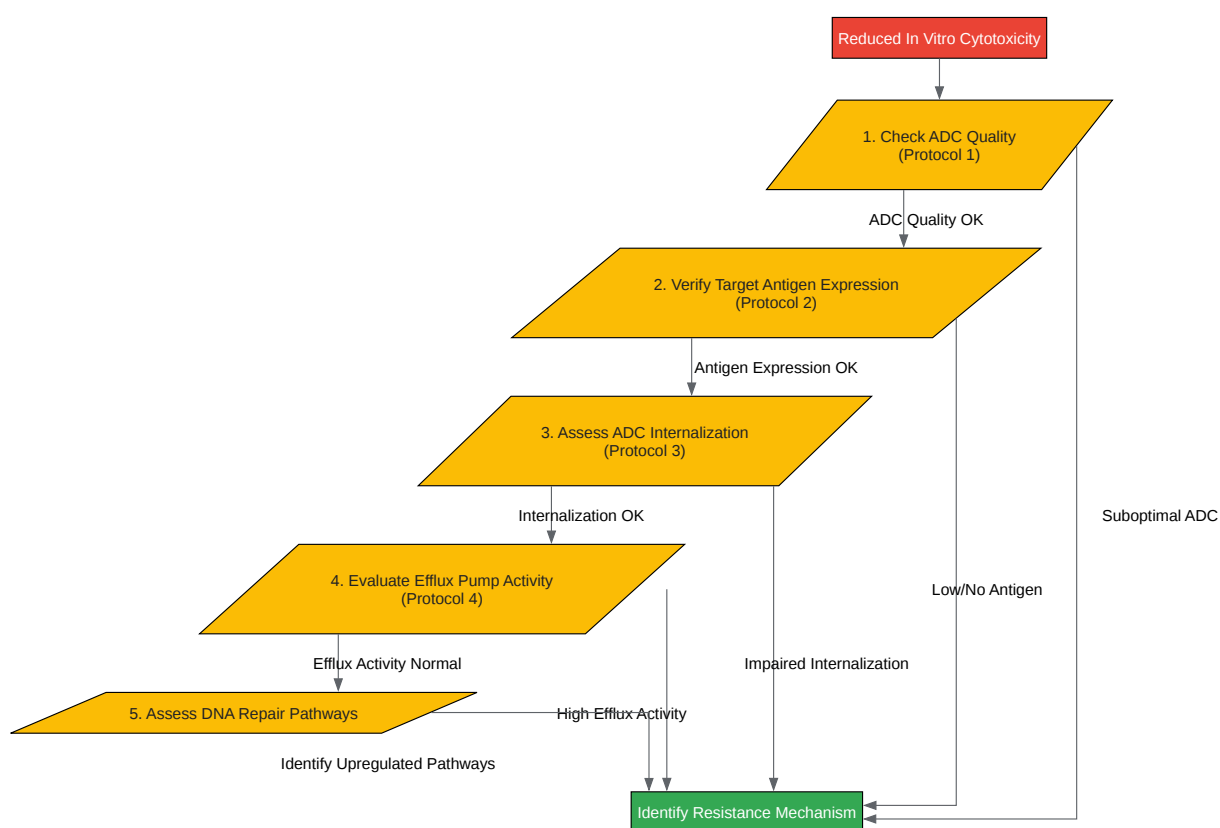 Reduced In Vitro Cytotoxicity
1. Check ADC Quality
(Protocol 1)
ADC Quality OK
2. Verify Target Antigen Expression
(Protocol 2)
Antigen Expression OK
3. Assess ADC Internalization
(Protocol 3)
Internalization OK
Suboptimal ADC
4. Evaluate Efflux Pump Activity
(Protocol 4)
Low/No Antigen
Efflux Activity Normal
Impaired Internalization
5. Assess DNA Repair Pathways
High Efflux Activity
Identify Upregulated Pathways
Identify Resistance Mechanism